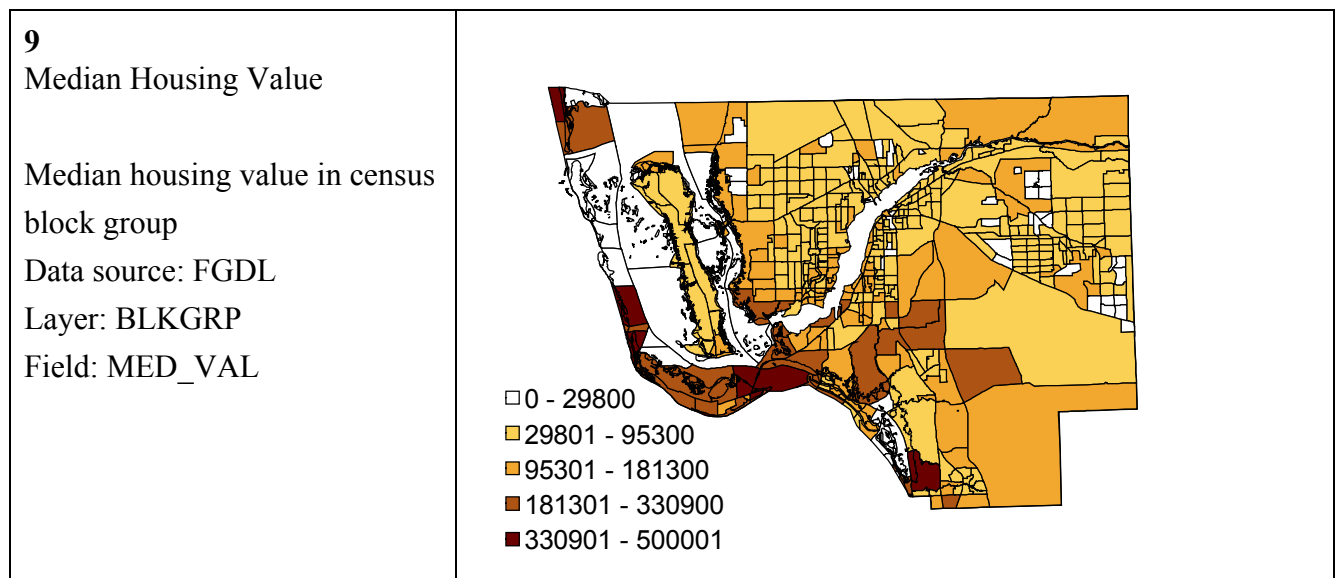 9
Median Housing Value
Median housing value in census
block group
Data source: FGDL
Layer: BLKGRP
Field: MED_VAL
0 - 29800
29801 - 95300
95301 - 181300
181301 - 330900
330901 - 500001